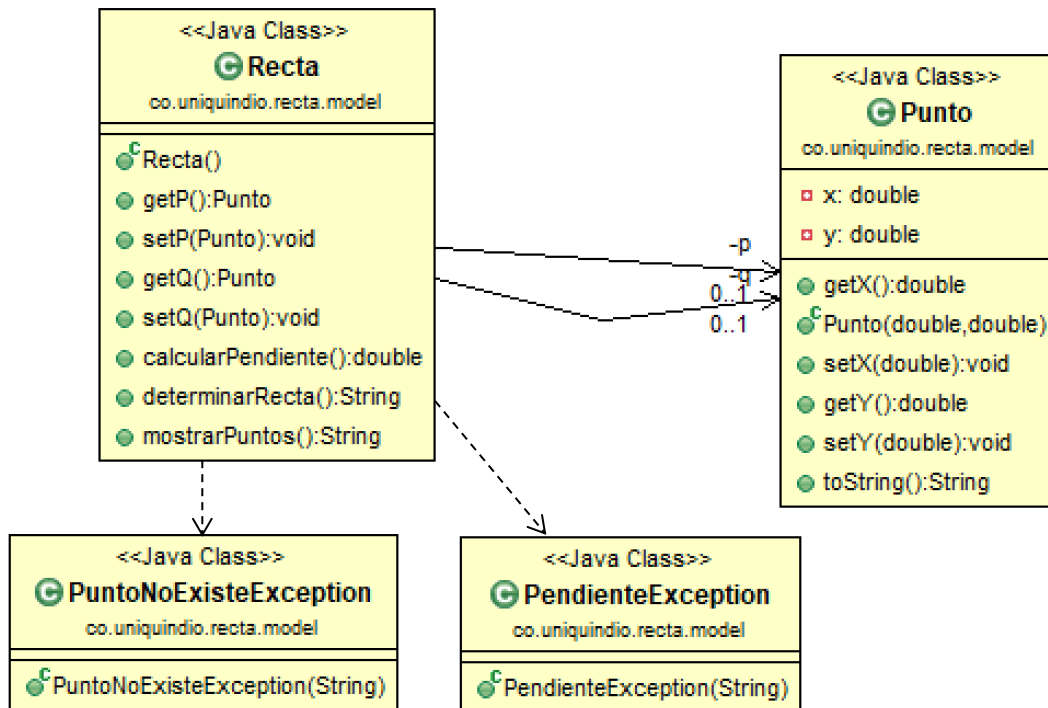 <<Java Class>>
Recta
co.uniquindio.recta.model
Recta()
getP():Punto
setP(Punto):void
getQ():Punto
setQ(Punto):void
calcularPendiente():double
determinarRecta():String
mostrarPuntos():String
-p
-q
0..1
0..1
<<Java Class>>
Punto
co.uniquindio.recta.model
x: double
y: double
getX():double
Punto(double,double)
setX(double):void
getY():double
setY(double):void
toString():String
<<Java Class>>
PuntoNoExisteException
co.uniquindio.recta.model
PuntoNoExisteException(String)
<<Java Class>>
PendienteException
co.uniquindio.recta.model
PendienteException(String)